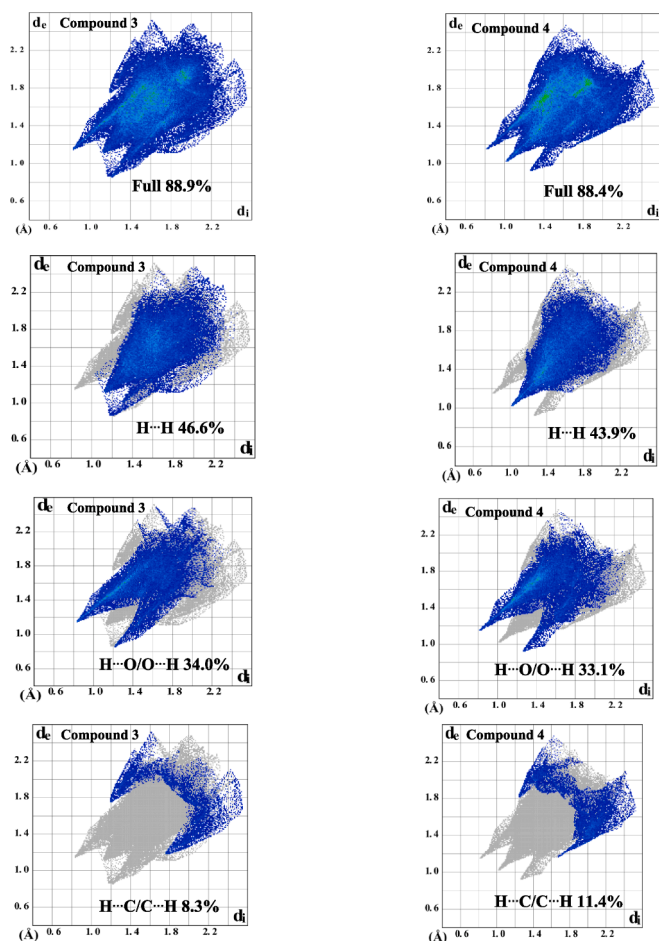 de Compound 3
2.2
1.8
1.4
1.0
0.6
Full 88.9%
di
(Å) 0.6 1.0 1.4 1.8 2.2
de Compound 4
2.2
1.8
1.4
1.0
0.6
Full 88.4%
di
(Å) 0.6 1.0 1.4 1.8 2.2
de Compound 3
2.2
1.8
1.4
1.0
0.6
H···H 46.6%
di
(Å) 0.6 1.0 1.4 1.8 2.2
de Compound 4
2.2
1.8
1.4
1.0
0.6
H···H 43.9%
di
(Å) 0.6 1.0 1.4 1.8 2.2
de Compound 3
2.2
1.8
1.4
1.0
0.6
H···O/O···H 34.0%
di
(Å) 0.6 1.0 1.4 1.8 2.2
de Compound 4
2.2
1.8
1.4
1.0
0.6
H···O/O···H 33.1%
di
(Å) 0.6 1.0 1.4 1.8 2.2
de Compound 3
2.2
1.8
1.4
1.0
0.6
H···C/C···H 8.3%
di
(Å) 0.6 1.0 1.4 1.8 2.2
de Compound 4
2.2
1.8
1.4
1.0
0.6
H···C/C···H 11.4%
di
(Å) 0.6 1.0 1.4 1.8 2.2